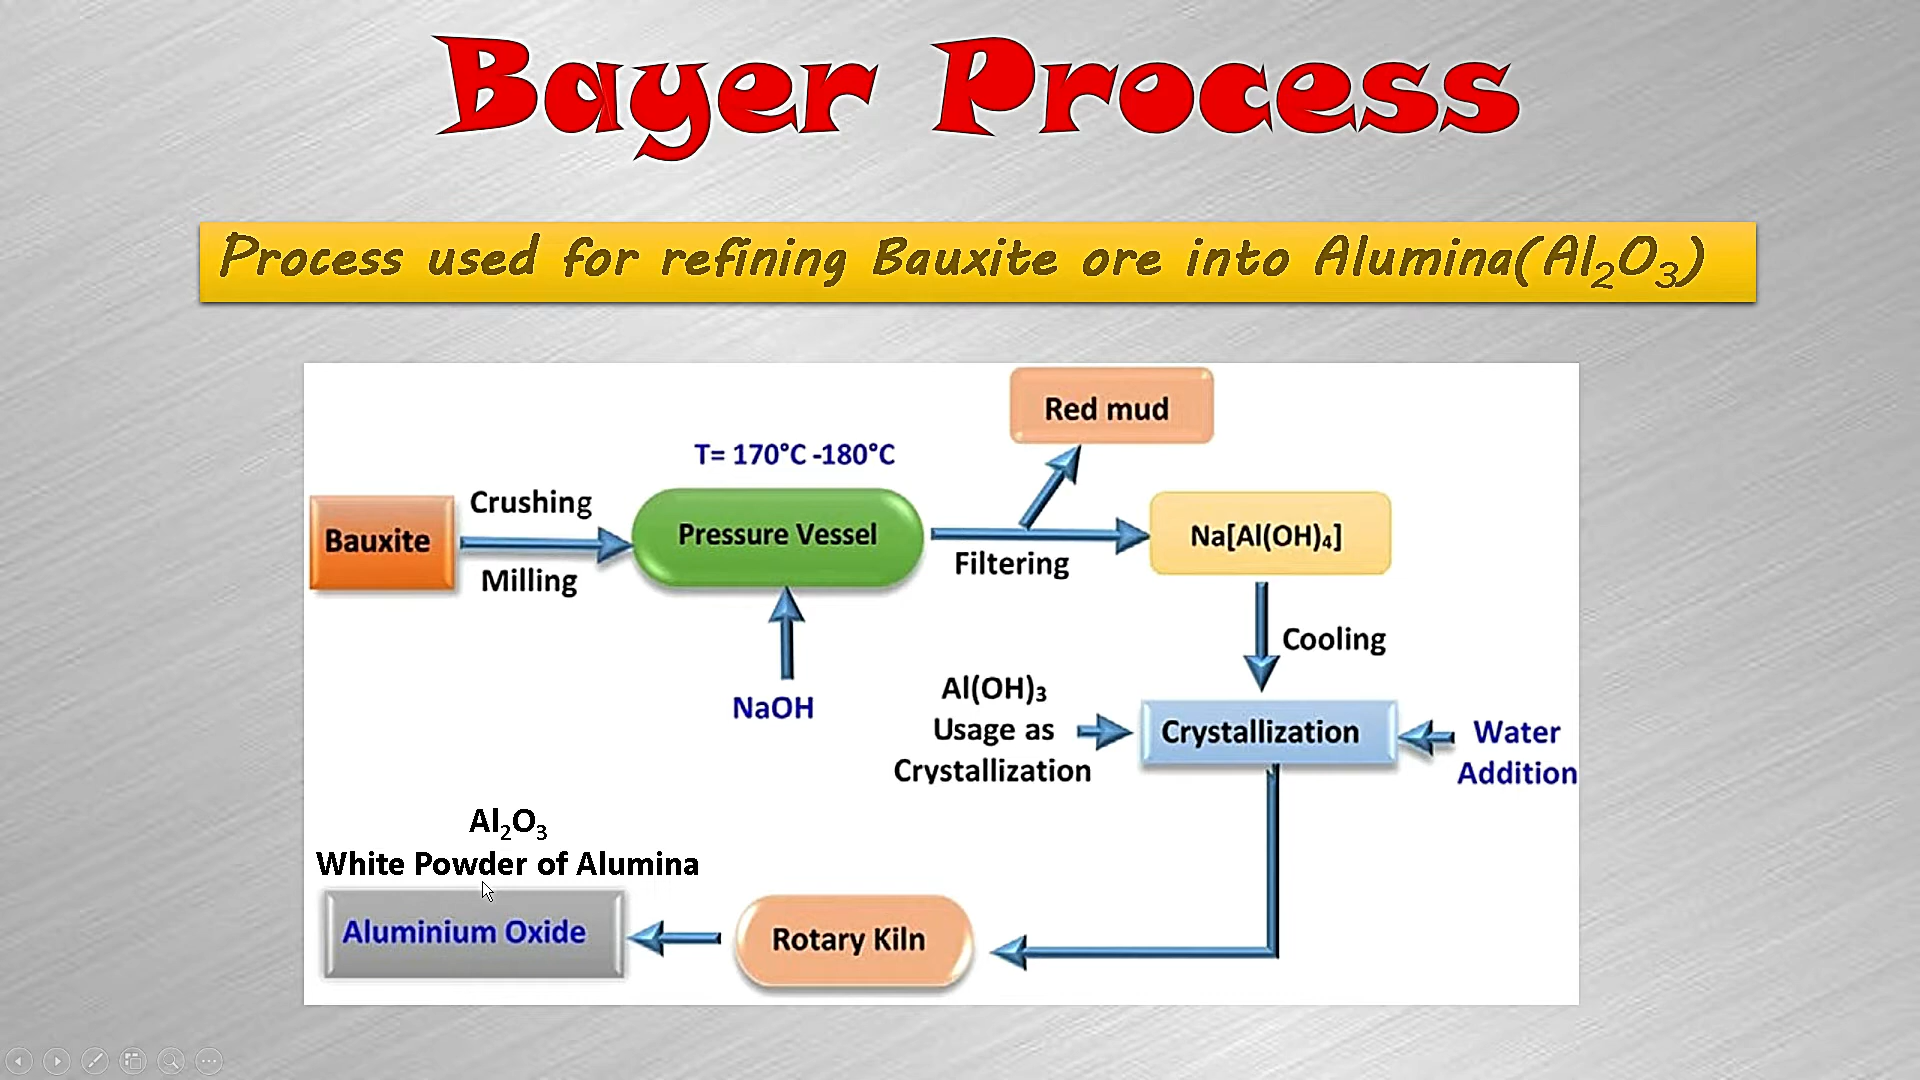 Bayer Process
Process used for refining Bauxite ore into Alumina(Al₂O₃)
Red mud
T= 170°C -180°C
Bauxite
Crushing
Milling
Pressure Vessel
Filtering
Na[Al(OH)₄]
NaOH
Cooling
Al(OH)₃
Usage as
Crystallization
Crystallization
Water
Addition
Al₂O₃
White Powder of Alumina
Aluminium Oxide
Rotary Kiln